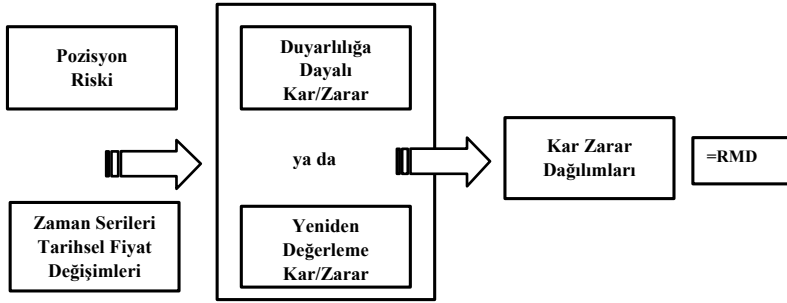 Pozisyon
Riski
Zaman Serileri
Tarihsel Fiyat
Değişimleri
Duyarlılığa
Dayalı
Kar/Zarar
ya da
Yeniden
Değerleme
Kar/Zarar
Kar Zarar
Dağılımları
=RMD